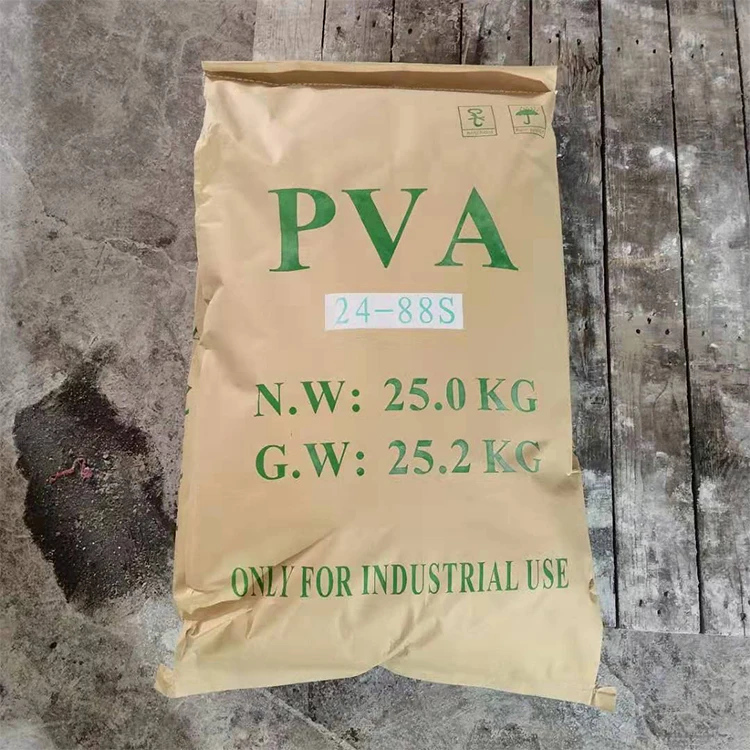 PVA
24-88S
N.W: 25.0 KG
G.W: 25.2 KG
ONLY FOR INDUSTRIAL USE